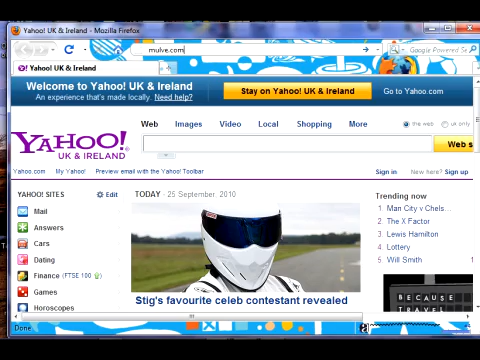 Yahoo! UK & Ireland - Mozilla Firefox
mulve.com
Google Powered Se
Yahoo! UK & Ireland
Welcome to Yahoo! UK & Ireland
An experience that's made locally. Need help?
Stay on Yahoo! UK & Ireland
Go to Yahoo.com
YAHOO!
UK & IRELAND
Web Images Video Local Shopping More
the web uk only
Web s
Yahoo.com My Yahoo! Preview email with the Yahoo! Toolbar
Sign in New here? Sign up
YAHOO! SITES Edit
Mail
Answers
Cars
Dating
Finance (FTSE 100)
Games
Horoscopes
TODAY - 25 September, 2010
Stig's favourite celeb contestant revealed
Trending now
1. Man City v Chels...
2. The X Factor
3. Lewis Hamilton
4. Lottery
5. Will Smith
BECAUSE
TRAVEL
Done